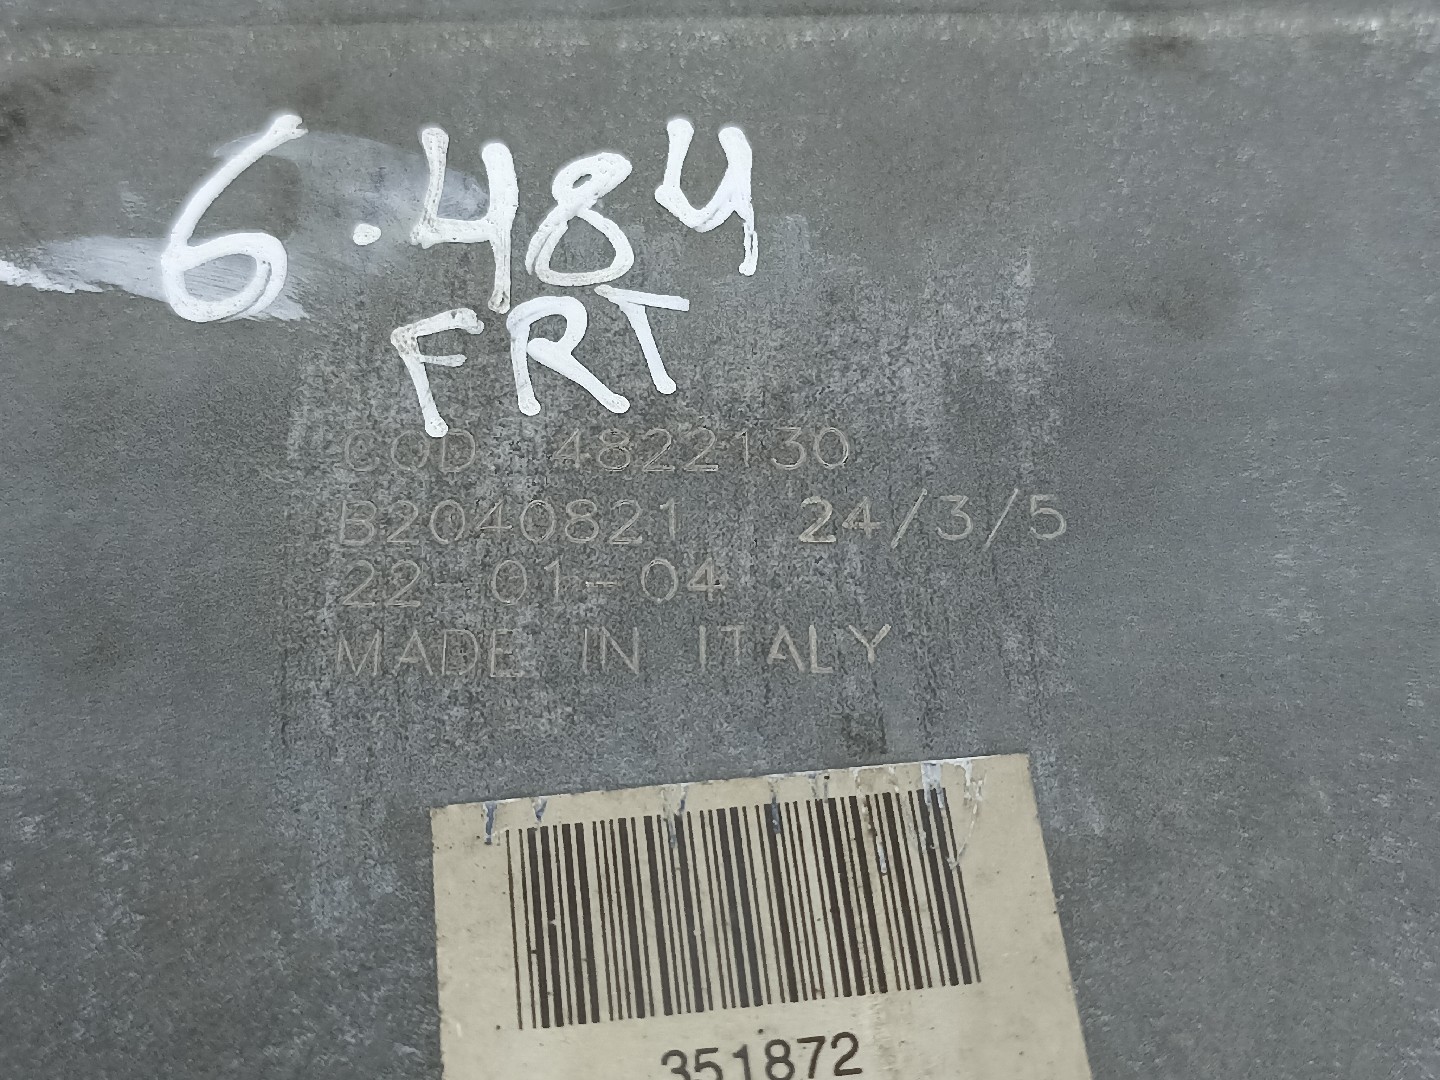 6.484
FRT
COD. 4822130
B2040821 24/3/5
22-01-04
MADE IN ITALY
351872